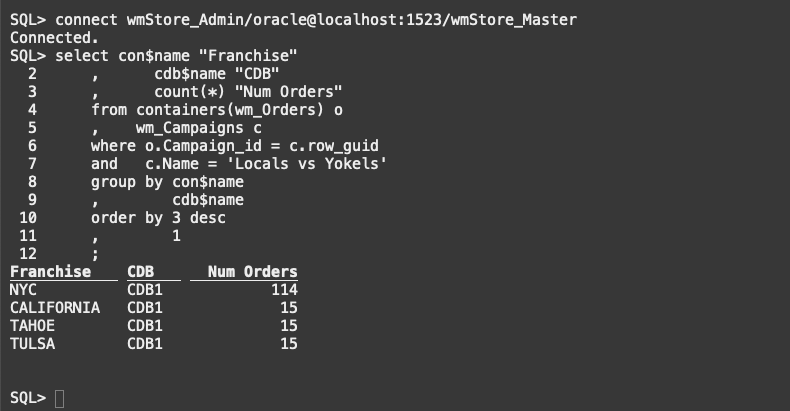 SQL> connect wmStore_Admin/oracle@localhost:1523/wmStore_Master
Connected.
SQL> select con$name "Franchise"
  2      ,      cdb$name "CDB"
  3      ,      count(*) "Num Orders"
  4      from containers(wm_Orders) o
  5      ,    wm_Campaigns c
  6      where o.Campaign_id = c.row_guid
  7      and   c.Name = 'Locals vs Yokels'
  8      group by con$name
  9      ,        cdb$name
 10      order by 3 desc
 11      ,        1
 12      ;
Franchise    CDB      Num Orders
NYC          CDB1            114
CALIFORNIA   CDB1             15
TAHOE        CDB1             15
TULSA        CDB1             15
SQL>